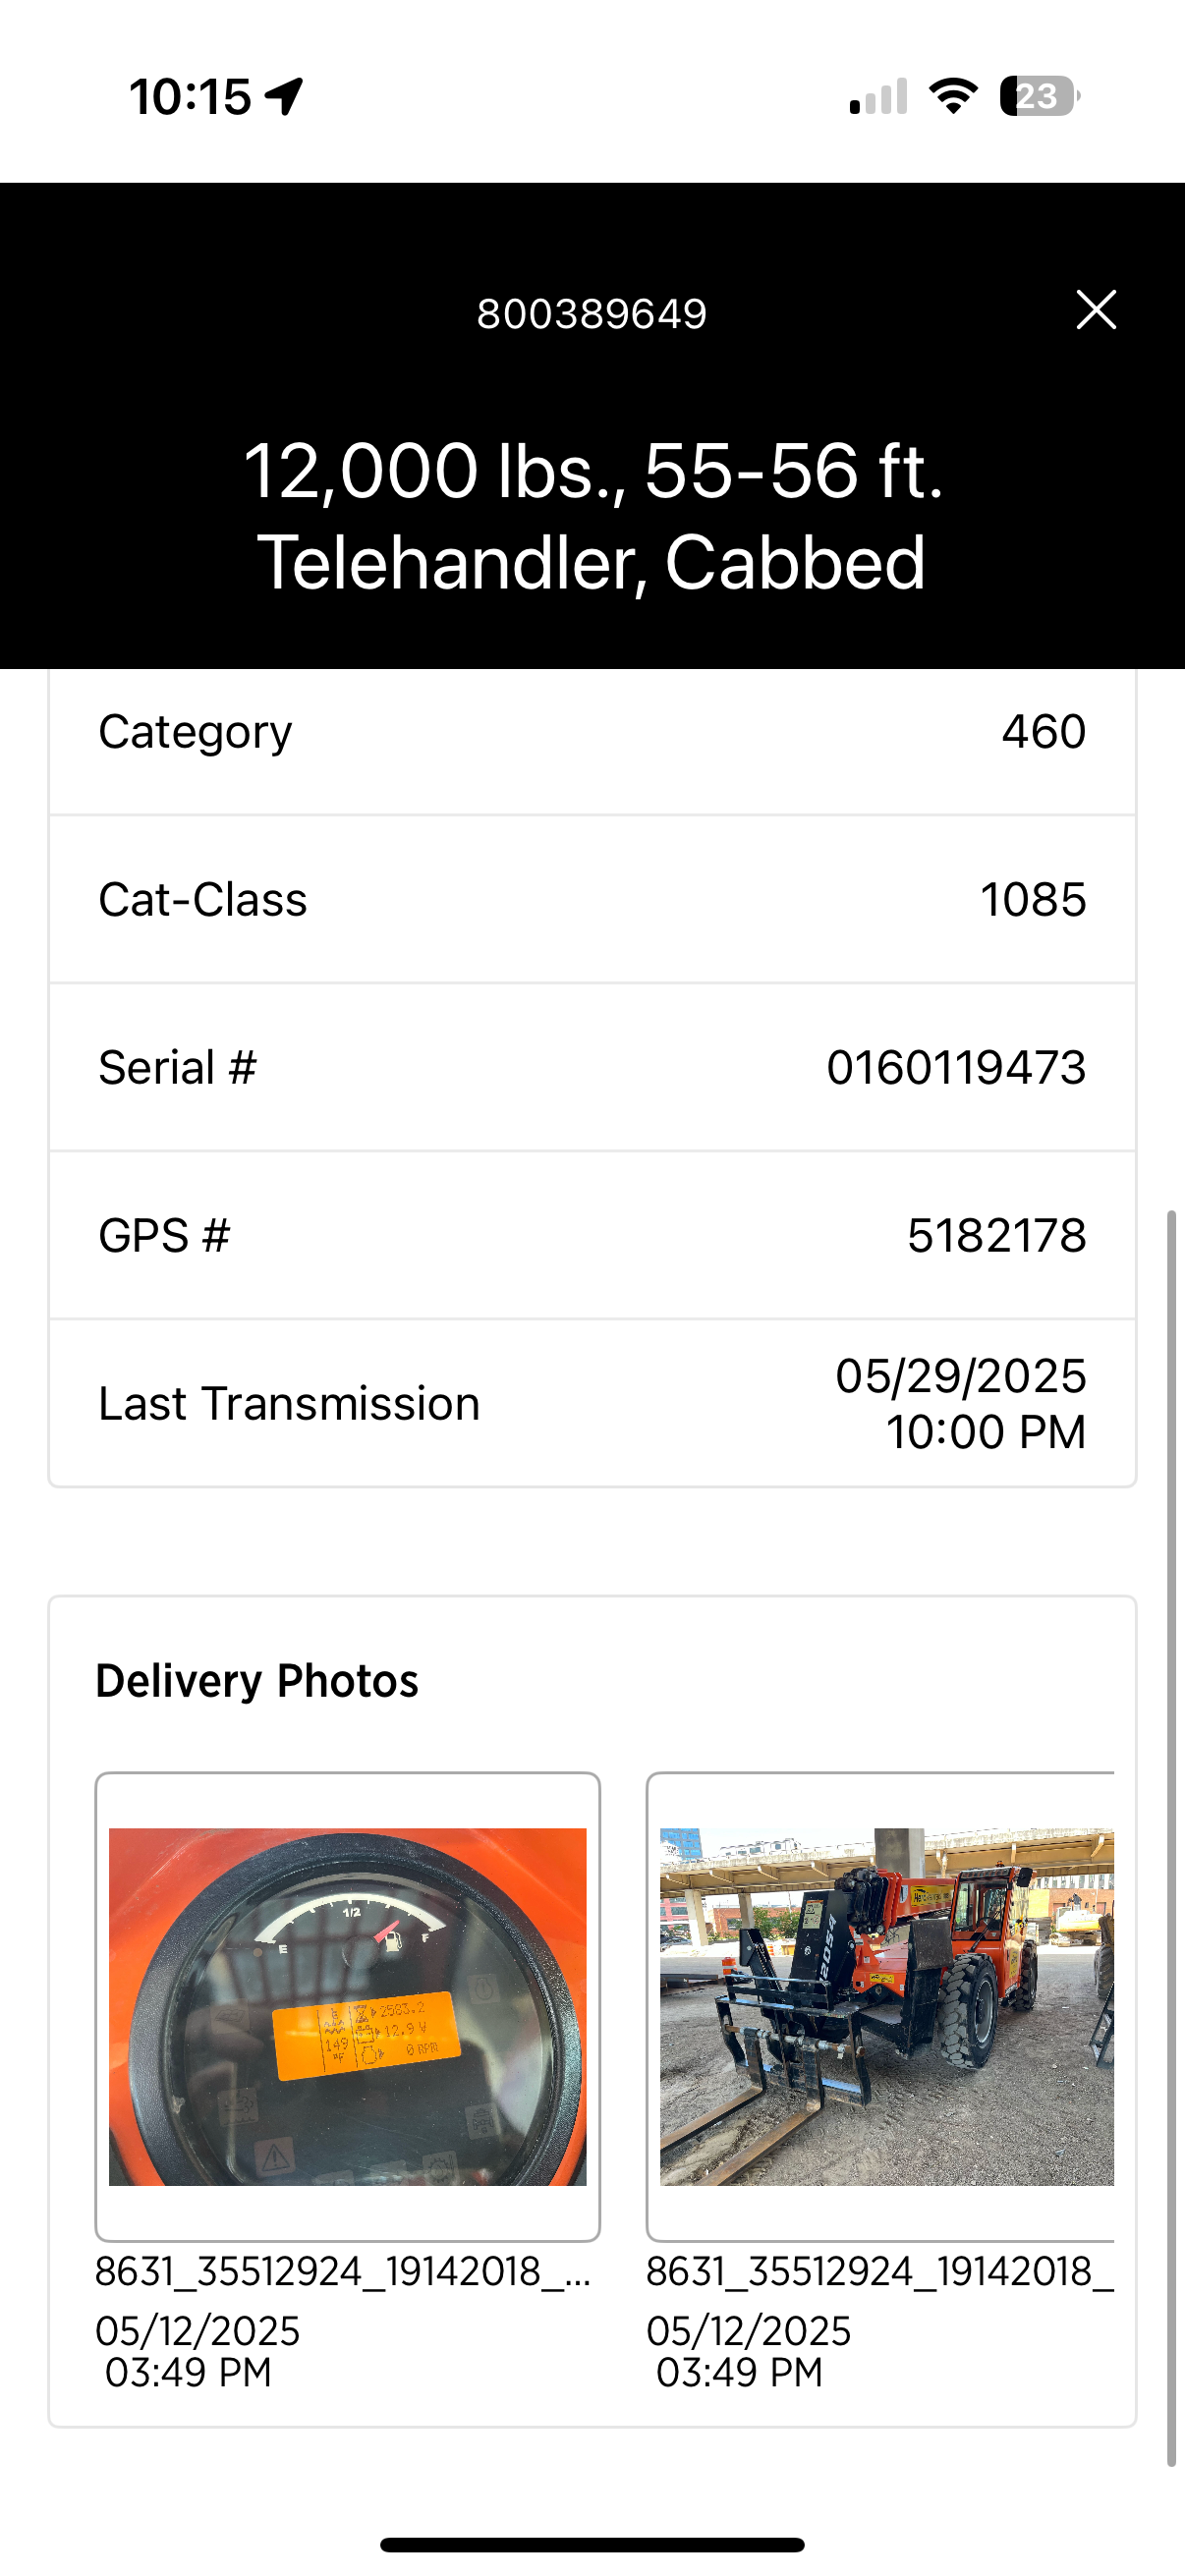 10:15
23
800389649
12,000 lbs., 55-56 ft.
Telehandler, Cabbed
Category 460
Cat-Class 1085
Serial # 0160119473
GPS # 5182178
Last Transmission 05/29/2025
10:00 PM
Delivery Photos
1/2
E F
2583.2
149 12.9 V
°F 0 RPM
12054
8631_35512924_19142018_... 8631_35512924_19142018_
05/12/2025 05/12/2025
03:49 PM 03:49 PM